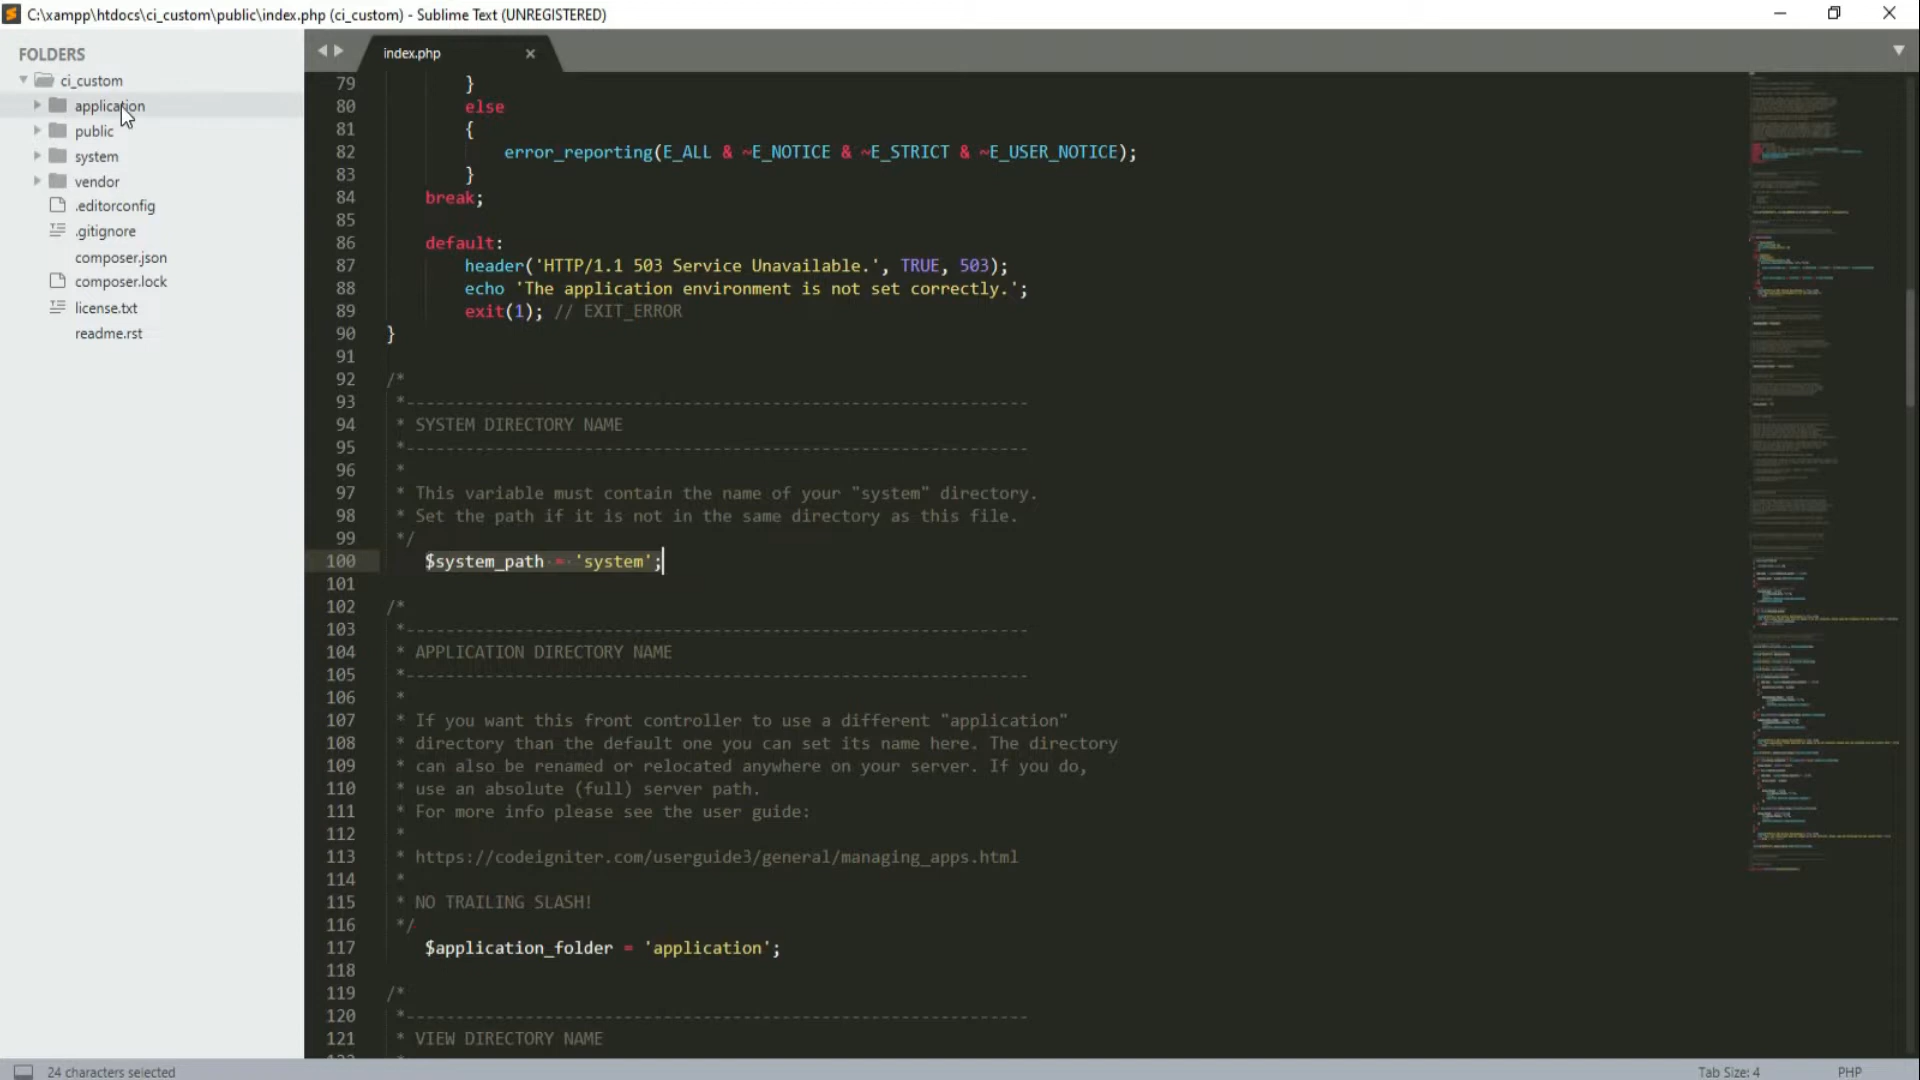 C:\xampp\htdocs\ci_custom\public\index.php (ci_custom) - Sublime Text (UNREGISTERED)
FOLDERS
ci_custom
application
public
system
vendor
.editorconfig
.gitignore
composer.json
composer.lock
license.txt
readme.rst
index.php
79 }
80 else
81 {
82 error_reporting(E_ALL & ~E_NOTICE & ~E_STRICT & ~E_USER_NOTICE);
83 }
84 break;
85
86 default:
87 header('HTTP/1.1 503 Service Unavailable.', TRUE, 503);
88 echo 'The application environment is not set correctly.';
89 exit(1); // EXIT_ERROR
90 }
91
92 /*
93 *---------------------------------------------------------------
94 * SYSTEM DIRECTORY NAME
95 *---------------------------------------------------------------
96 *
97 * This variable must contain the name of your "system" directory.
98 * Set the path if it is not in the same directory as this file.
99 */
100 $system_path = 'system';
101
102 /*
103 *---------------------------------------------------------------
104 * APPLICATION DIRECTORY NAME
105 *---------------------------------------------------------------
106 *
107 * If you want this front controller to use a different "application"
108 * directory than the default one you can set its name here. The directory
109 * can also be renamed or relocated anywhere on your server. If you do,
110 * use an absolute (full) server path.
111 * For more info please see the user guide:
112 *
113 * https://codeigniter.com/userguide3/general/managing_apps.html
114 *
115 * NO TRAILING SLASH!
116 */
117 $application_folder = 'application';
118
119 /*
120 *---------------------------------------------------------------
121 * VIEW DIRECTORY NAME
24 characters selected
Tab Size: 4
PHP